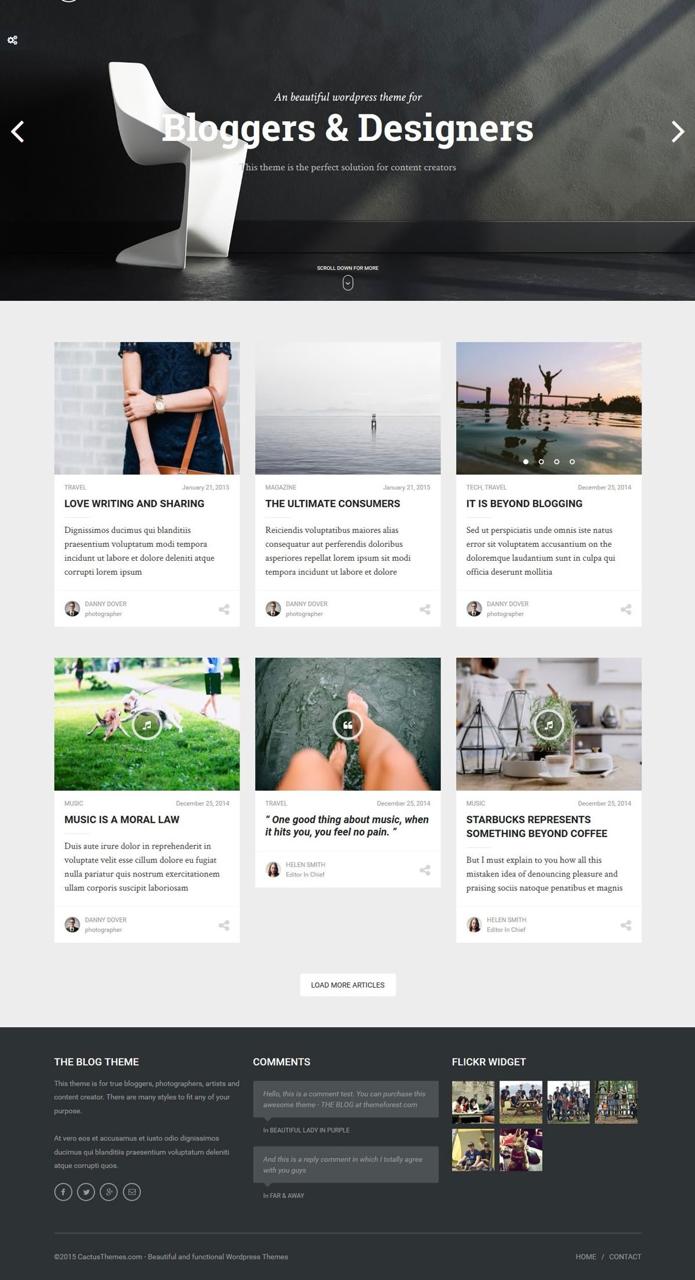 An beautiful wordpress theme for
Bloggers & Designers
This theme is the perfect solution for content creators
SCROLL DOWN FOR MORE
TRAVEL January 21, 2015
LOVE WRITING AND SHARING
Dignissimos ducimus qui blanditiis
praesentium voluptatum modi tempora
incidunt ut labore et dolore deleniti atque
corrupti lorem ipsum
DANNY DOVER
photographer
MAGAZINE January 21, 2015
THE ULTIMATE CONSUMERS
Reiciendis voluptatibus maiores alias
consequatur aut perferendis doloribus
asperiores repellat lorem ipsum sit modi
tempora incidunt ut labore et dolore
DANNY DOVER
photographer
TECH, TRAVEL December 25, 2014
IT IS BEYOND BLOGGING
Sed ut perspiciatis unde omnis iste natus
error sit voluptatem accusantium on the
doloremque laudantium sunt in culpa qui
officia deserunt mollitia
DANNY DOVER
photographer
MUSIC December 25, 2014
MUSIC IS A MORAL LAW
Duis aute irure dolor in reprehenderit in
voluptate velit esse cillum dolore eu fugiat
nulla pariatur quis nostrum exercitationem
ullam corporis suscipit laboriosam
DANNY DOVER
photographer
TRAVEL December 25, 2014
“ One good thing about music, when
it hits you, you feel no pain. ”
HELEN SMITH
Editor In Chief
MUSIC December 25, 2014
STARBUCKS REPRESENTS
SOMETHING BEYOND COFFEE
But I must explain to you how all this
mistaken idea of denouncing pleasure and
praising sociis natoque penatibus et magnis
HELEN SMITH
Editor In Chief
LOAD MORE ARTICLES
THE BLOG THEME
This theme is for true bloggers, photographers, artists and
content creator. There are many styles to fit any of your
purpose.
At vero eos et accusamus et iusto odio dignissimos
ducimus qui blanditiis praesentium voluptatum deleniti
atque corrupti quos.
COMMENTS
Hello, this is a comment test. You can purchase this
awesome theme - THE BLOG at themeforest.com
In BEAUTIFUL LADY IN PURPLE
And this is a reply comment in which I totally agree
with you guys
In FAR & AWAY
FLICKR WIDGET
©2015 CactusThemes.com - Beautiful and functional Wordpress Themes
HOME / CONTACT